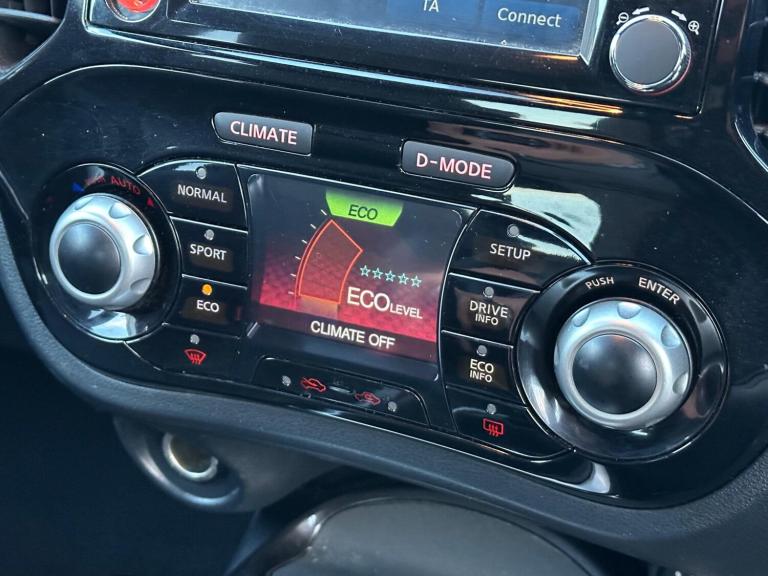 TA
Connect
CLIMATE
D-MODE
AUTO
NORMAL
SPORT
ECO
ECO
ECO LEVEL
CLIMATE OFF
SETUP
DRIVE
INFO
ECO
INFO
PUSH ENTER